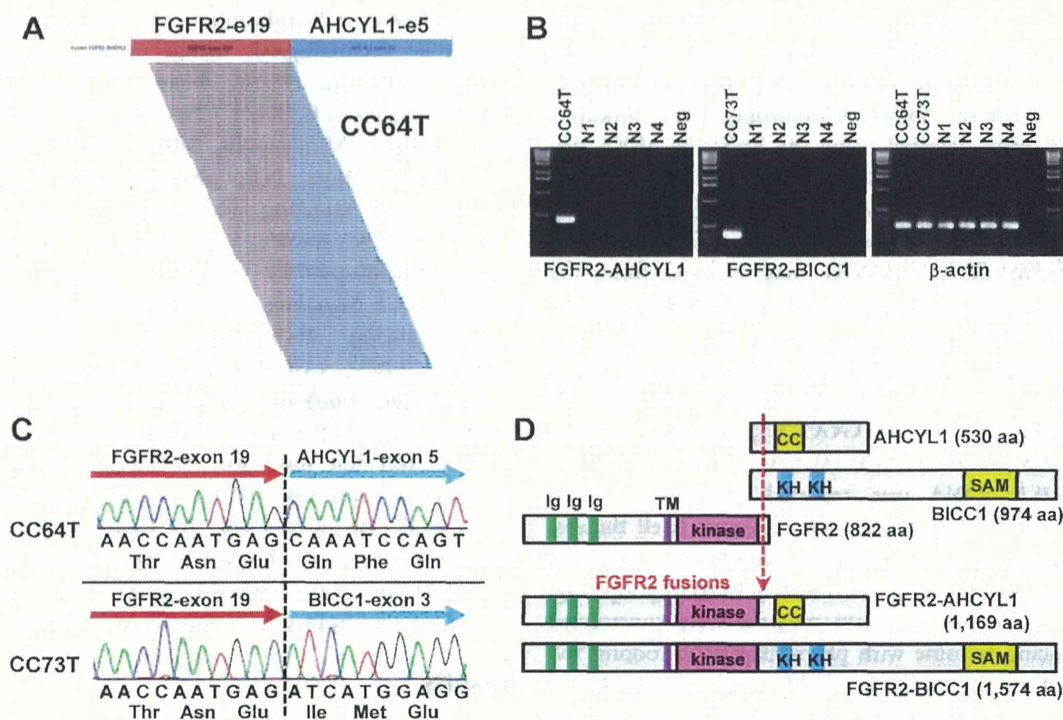 A
FGFR2-e19 AHCYL1-e5
CC64T
B
CC64T N1 N2 N3 N4 Neg
CC73T N1 N2 N3 N4 Neg
CC64T CC73T N1 N2 N3 N4 Neg
FGFR2-AHCYL1 FGFR2-BICC1 β-actin
C
FGFR2-exon 19 AHCYL1-exon 5
CC64T
A A C C A A T G A G C A A A T C C A G T
Thr Asn Glu Gln Phe Gln
FGFR2-exon 19 BICC1-exon 3
CC73T
A A C C A A T G A G A T C A T G G A G G
Thr Asn Glu Ile Met Glu
D
CC
AHCYL1 (530 aa)
KH KH SAM
BICC1 (974 aa)
Ig Ig Ig TM
kinase FGFR2 (822 aa)
FGFR2 fusions
kinase CC FGFR2-AHCYL1
(1,169 aa)
kinase KH KH SAM
FGFR2-BICC1 (1,574 aa)